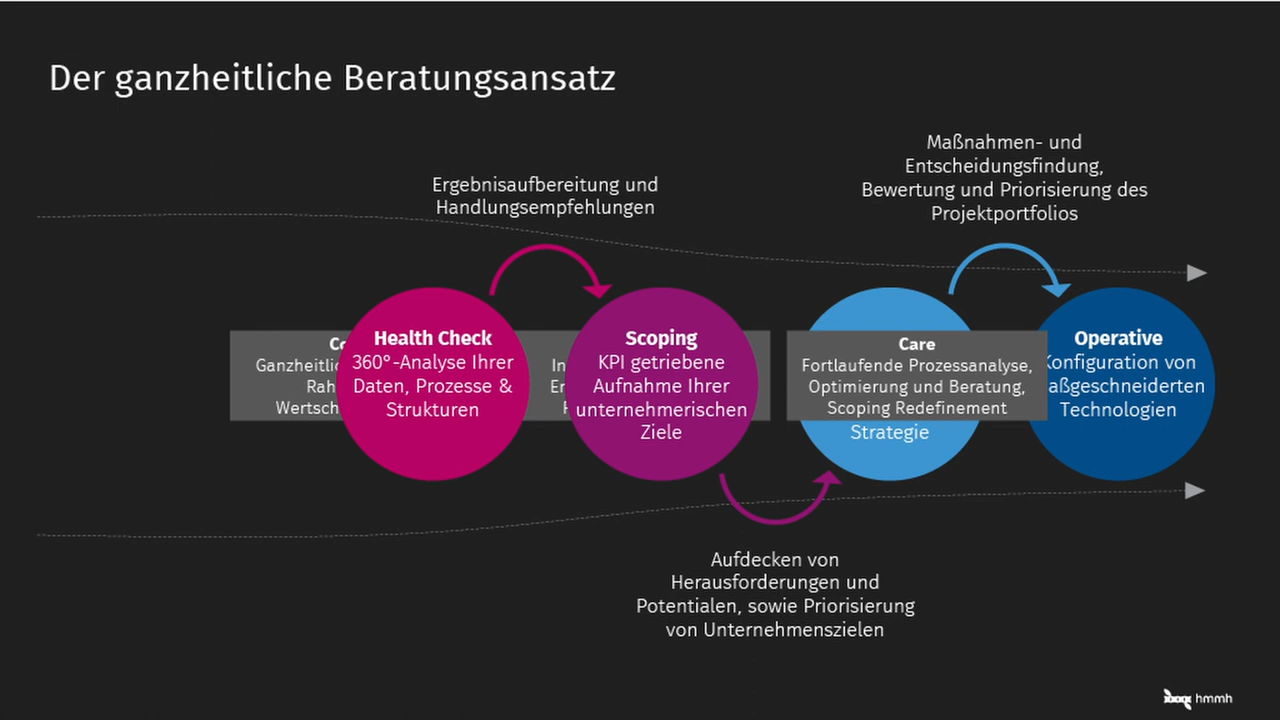 Der ganzheitliche Beratungsansatz
Maßnahmen- und
Entscheidungsfindung,
Bewertung und Priorisierung des
Projektportfolios
Ergebnisaufbereitung und
Handlungsempfehlungen
Health Check
360°-Analyse Ihrer
Daten, Prozesse &
Strukturen
Scoping
KPI getriebene
Aufnahme Ihrer
unternehmerischen
Ziele
Care
Fortlaufende Prozessanalyse,
Optimierung und Beratung,
Scoping Redefinement
Strategie
Operative
Konfiguration von
Technologien
Aufdecken von
Herausforderungen und
Potentialen, sowie Priorisierung
von Unternehmenszielen
hmmh